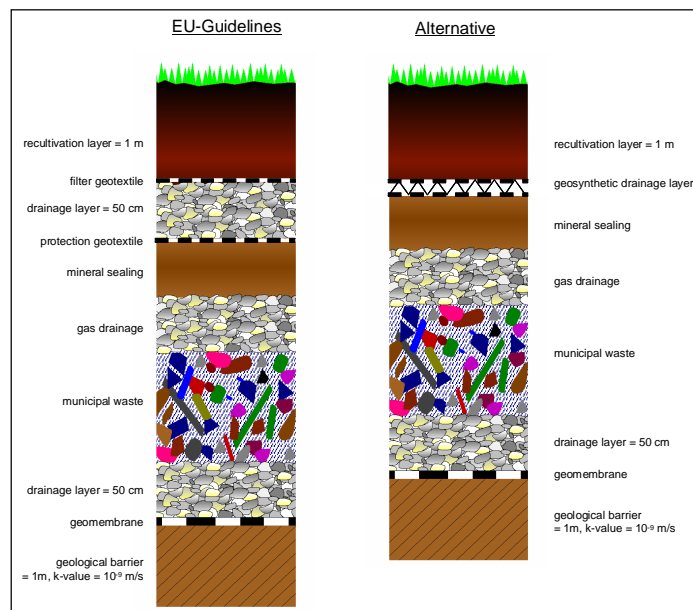 EU-Guidelines
recultivation layer = 1 m
filter geotextile
drainage layer = 50 cm
protection geotextile
mineral sealing
gas drainage
municipal waste
drainage layer = 50 cm
geomembrane
geological barrier
= 1m, k-value = 10⁻⁹ m/s
Alternative
recultivation layer = 1 m
geosynthetic drainage layer
mineral sealing
gas drainage
municipal waste
drainage layer = 50 cm
geomembrane
geological barrier
= 1m, k-value = 10⁻⁹ m/s